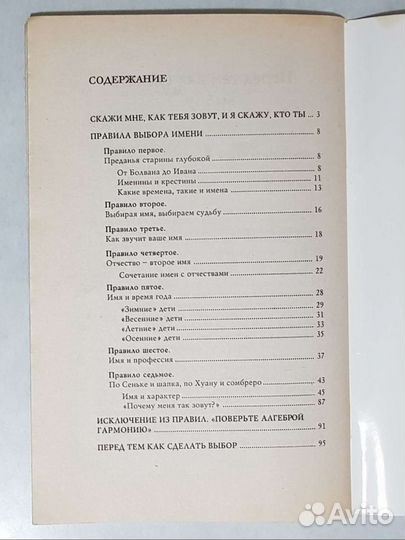 СОДЕРЖАНИЕ
СКАЖИ МНЕ, КАК ТЕБЯ ЗОВУТ, И Я СКАЖУ, КТО ТЫ ... 3
ПРАВИЛА ВЫБОРА ИМЕНИ ... 8
Правило первое.
Преданья старины глубокой ... 8
От Болвана до Ивана ... 8
Именины и крестины ... 11
Какие времена, такие и имена ... 13
Правило второе.
Выбирая имя, выбираем судьбу ... 16
Правило третье.
Как звучит ваше имя ... 18
Правило четвертое.
Отчество – второе имя ... 19
Сочетание имен с отчествами ... 22
Правило пятое.
Имя и время года ... 28
«Зимние» дети ... 29
«Весенние» дети ... 31
«Летние» дети ... 33
«Осенние» дети ... 35
Правило шестое.
Имя и профессия ... 37
Правило седьмое.
По Сеньке и шапка, по Хуану и сомбреро ... 43
Имя и характер ... 45
«Почему меня так зовут?» ... 87
ИСКЛЮЧЕНИЕ ИЗ ПРАВИЛ. «ПОВЕРЬТЕ АЛГЕБРОЙ
ГАРМОНИЮ» ... 91
ПЕРЕД ТЕМ КАК СДЕЛАТЬ ВЫБОР ... 95
Avito